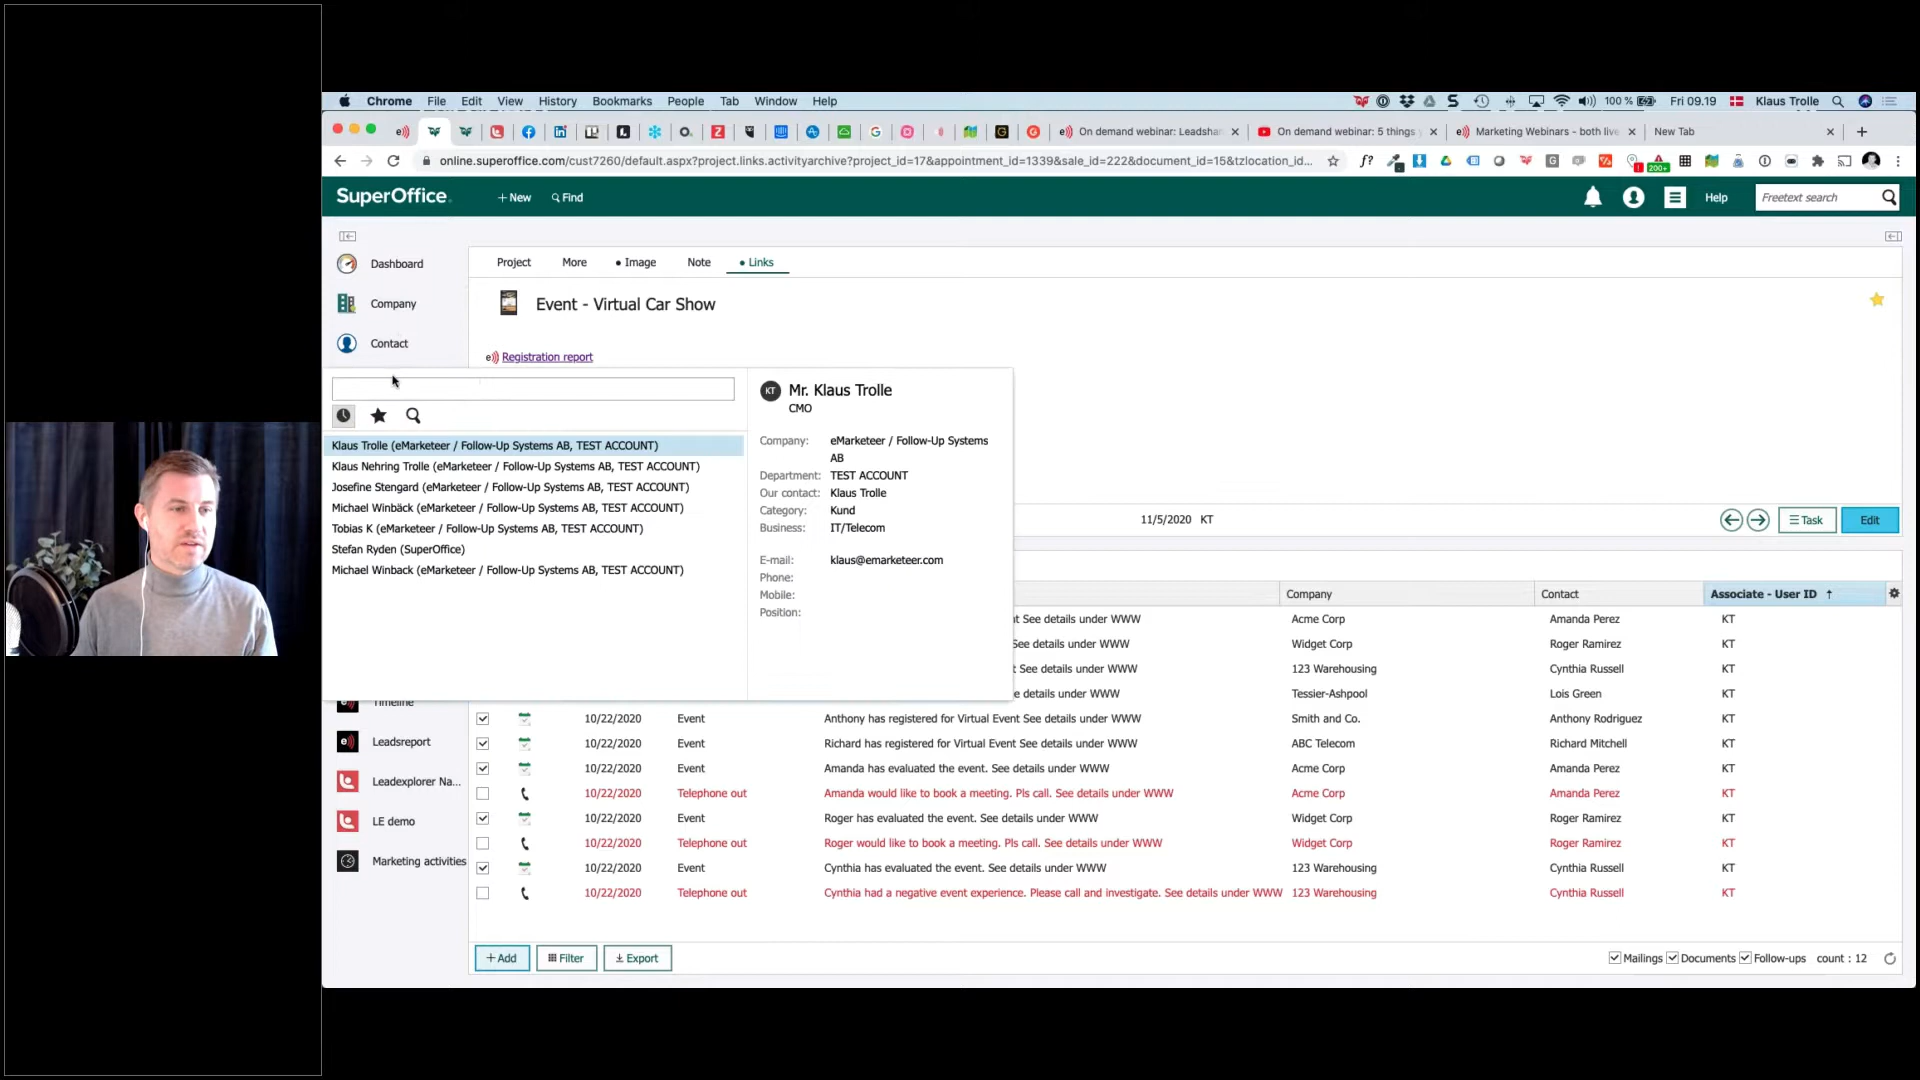 Chrome File Edit View History Bookmarks People Tab Window Help 100 % Fri 09.19 Klaus Trolle
On demand webinar: Leadshar On demand webinar: 5 things Marketing Webinars - both live New Tab
online.superoffice.com/cust7260/default.aspx?project.links.activityarchive?project_id=17&appointment_id=1339&sale_id=222&document_id=15&tzlocation_id...
SuperOffice + New Find Help Freetext search
Dashboard
Company
Contact
Project More Image Note Links
Event - Virtual Car Show
Registration report
Klaus Trolle (eMarketeer / Follow-Up Systems AB, TEST ACCOUNT)
Klaus Nehring Trolle (eMarketeer / Follow-Up Systems AB, TEST ACCOUNT)
Josefine Stengard (eMarketeer / Follow-Up Systems AB, TEST ACCOUNT)
Michael Winbäck (eMarketeer / Follow-Up Systems AB, TEST ACCOUNT)
Tobias K (eMarketeer / Follow-Up Systems AB, TEST ACCOUNT)
Stefan Ryden (SuperOffice)
Michael Winback (eMarketeer / Follow-Up Systems AB, TEST ACCOUNT)
KT Mr. Klaus Trolle
CMO
Company: eMarketeer / Follow-Up Systems
AB
Department: TEST ACCOUNT
Our contact: Klaus Trolle
Category: Kund
Business: IT/Telecom
E-mail: klaus@emarketeer.com
Phone:
Mobile:
Position:
11/5/2020 KT Task Edit
Company Contact Associate - User ID
See details under WWW Acme Corp Amanda Perez KT
See details under WWW Widget Corp Roger Ramirez KT
See details under WWW 123 Warehousing Cynthia Russell KT
details under WWW Tessier-Ashpool Lois Green KT
10/22/2020 Event Anthony has registered for Virtual Event See details under WWW Smith and Co. Anthony Rodriguez KT
10/22/2020 Event Richard has registered for Virtual Event See details under WWW ABC Telecom Richard Mitchell KT
10/22/2020 Event Amanda has evaluated the event. See details under WWW Acme Corp Amanda Perez KT
10/22/2020 Telephone out Amanda would like to book a meeting. Pls call. See details under WWW Acme Corp Amanda Perez KT
10/22/2020 Event Roger has evaluated the event. See details under WWW Widget Corp Roger Ramirez KT
10/22/2020 Telephone out Roger would like to book a meeting. Pls call. See details under WWW Widget Corp Roger Ramirez KT
10/22/2020 Event Cynthia has evaluated the event. See details under WWW 123 Warehousing Cynthia Russell KT
10/22/2020 Telephone out Cynthia had a negative event experience. Please call and investigate. See details under WWW 123 Warehousing Cynthia Russell KT
Timeline
Leadsreport
Leadexplorer Na...
LE demo
Marketing activities
+ Add Filter Export Mailings Documents Follow-ups count : 12